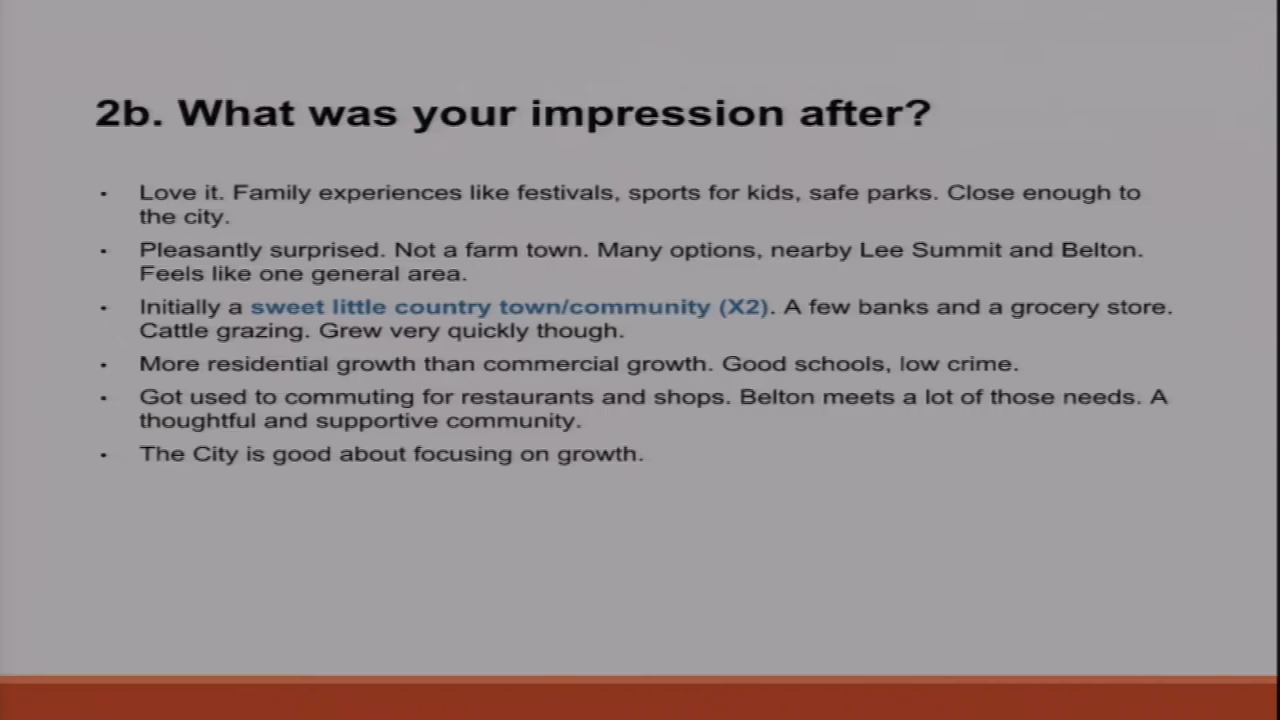 2b. What was your impression after?
• Love it. Family experiences like festivals, sports for kids, safe parks. Close enough to
the city.
• Pleasantly surprised. Not a farm town. Many options, nearby Lee Summit and Belton.
Feels like one general area.
• Initially a sweet little country town/community (X2). A few banks and a grocery store.
Cattle grazing. Grew very quickly though.
• More residential growth than commercial growth. Good schools, low crime.
• Got used to commuting for restaurants and shops. Belton meets a lot of those needs. A
thoughtful and supportive community.
• The City is good about focusing on growth.